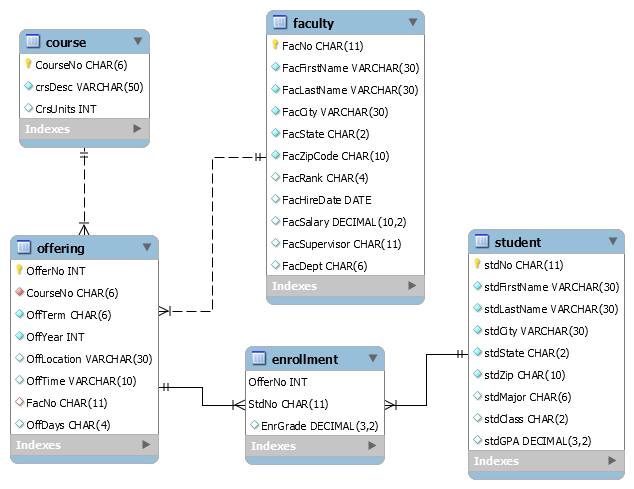 course
CourseNo CHAR(6)
crsDesc VARCHAR(50)
CrsUnits INT
Indexes
faculty
FacNo CHAR(11)
FacFirstName VARCHAR(30)
FacLastName VARCHAR(30)
FacCity VARCHAR(30)
FacState CHAR(2)
FacZipCode CHAR(10)
FacRank CHAR(4)
FacHireDate DATE
FacSalary DECIMAL(10,2)
FacSupervisor CHAR(11)
FacDept CHAR(6)
Indexes
offering
OfferNo INT
CourseNo CHAR(6)
OffTerm CHAR(6)
OffYear INT
OffLocation VARCHAR(30)
OffTime VARCHAR(10)
FacNo CHAR(11)
OffDays CHAR(4)
Indexes
enrollment
OfferNo INT
StdNo CHAR(11)
EnrGrade DECIMAL(3,2)
Indexes
student
stdNo CHAR(11)
stdFirstName VARCHAR(30)
stdLastName VARCHAR(30)
stdCity VARCHAR(30)
stdState CHAR(2)
stdZip CHAR(10)
stdMajor CHAR(6)
stdClass CHAR(2)
stdGPA DECIMAL(3,2)
Indexes